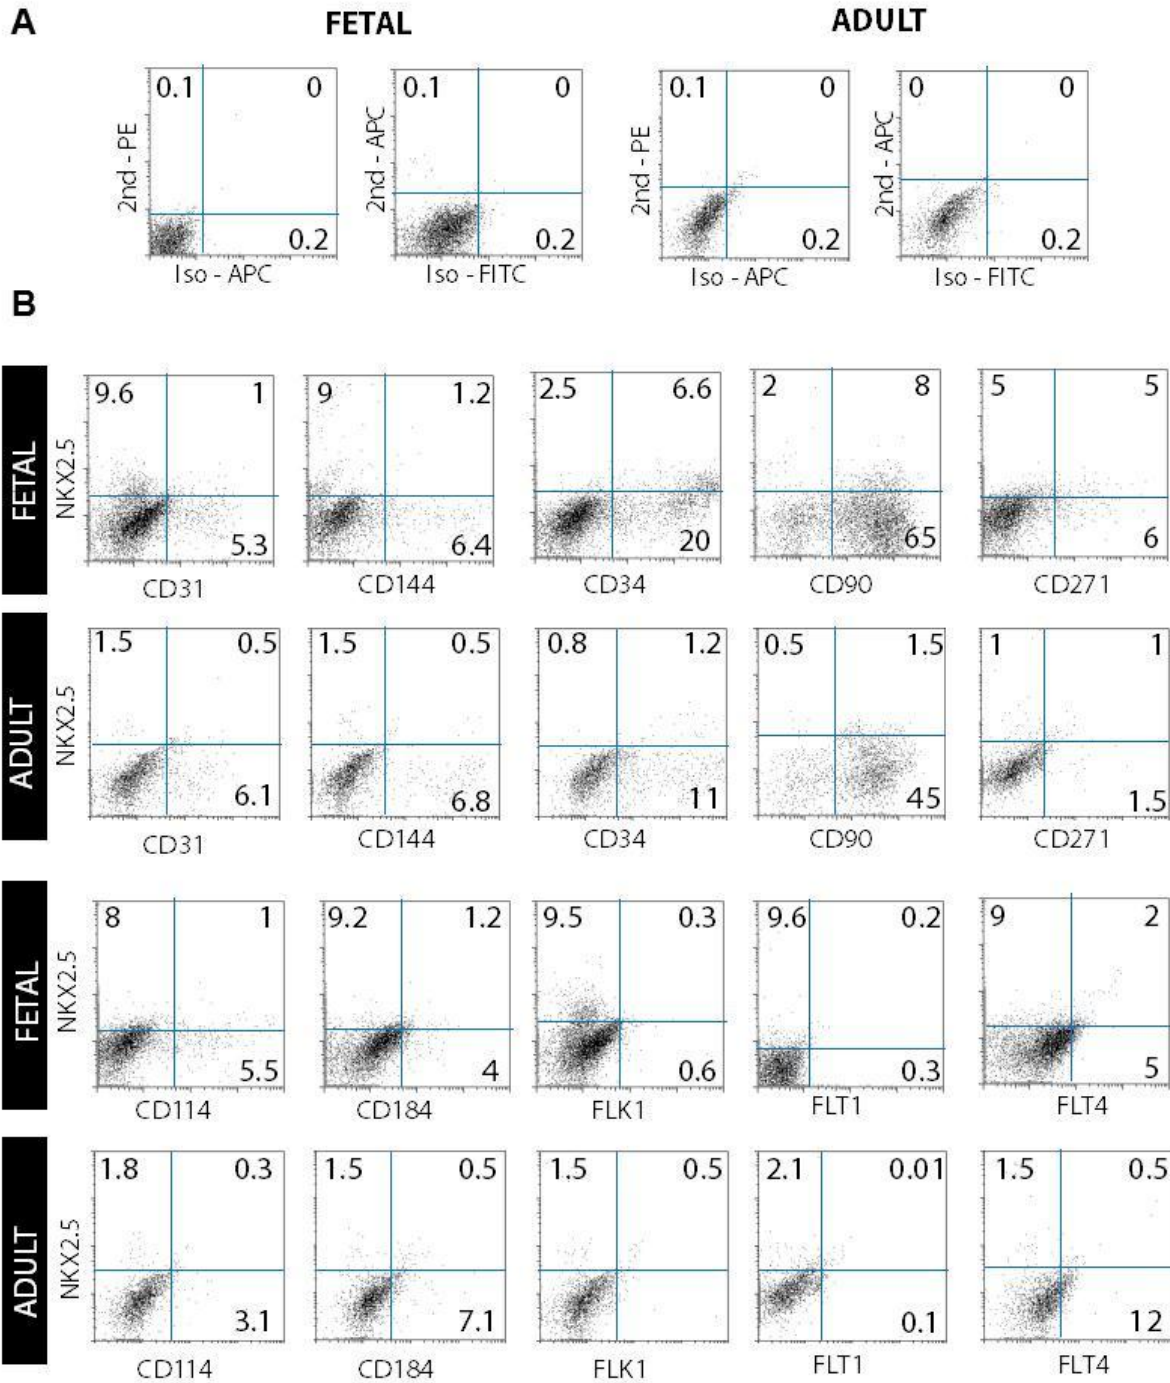 A
FETAL ADULT
0.1 0 0.1 0 0.1 0 0 0
2nd - PE 2nd - APC 2nd - PE 2nd - APC
0.2 0.2 0.2 0.2
Iso - APC Iso - FITC Iso - APC Iso - FITC
B
FETAL
NKX2.5
9.6 1 9 1.2 2.5 6.6 2 8 5 5
5.3 6.4 20 65 6
CD31 CD144 CD34 CD90 CD271
ADULT
NKX2.5
1.5 0.5 1.5 0.5 0.8 1.2 0.5 1.5 1 1
6.1 6.8 11 45 1.5
CD31 CD144 CD34 CD90 CD271
FETAL
NKX2.5
8 1 9.2 1.2 9.5 0.3 9.6 0.2 9 2
5.5 4 0.6 0.3 5
CD114 CD184 FLK1 FLT1 FLT4
ADULT
NKX2.5
1.8 0.3 1.5 0.5 1.5 0.5 2.1 0.01 1.5 0.5
3.1 7.1 0.1 12
CD114 CD184 FLK1 FLT1 FLT4